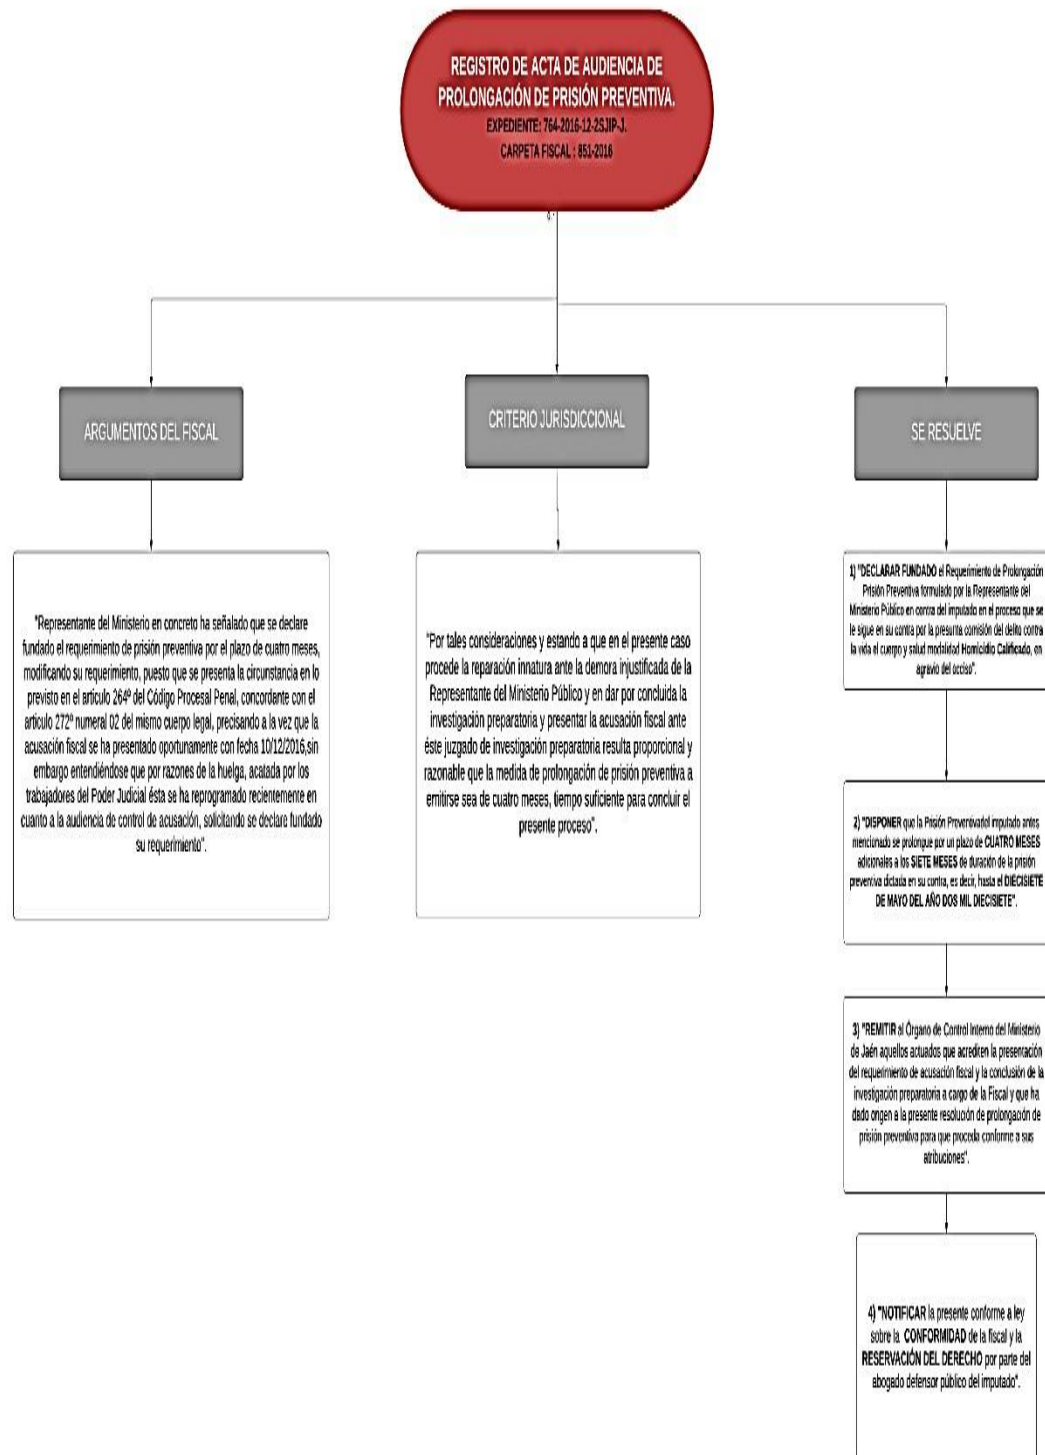 REGISTRO DE ACTA DE AUDIENCIA DE
PROLONGACIÓN DE PRISIÓN PREVENTIVA.
EXPEDIENTE: 764-2016-12-2SJIP-J.
CARPETA FISCAL : 851-2016
ARGUMENTOS DEL FISCAL
"Representante del Ministerio en concreto ha señalado que se declare
fundado el requerimiento de prisión preventiva por el plazo de cuatro meses,
modificando su requerimiento, puesto que se presenta la circunstancia en lo
previsto en el articulo 264º del Código Procesal Penal, concordante con el
articulo 272º numeral 02 del mismo cuerpo legal, precisando a la vez que la
acusación fiscal se ha presentado oportunamente con fecha 10/12/2016,sin
embargo entendiéndose que por razones de la huelga, acatada por los
trabajadores del Poder Judicial ésta se ha reprogramado recientemente en
cuanto a la audiencia de control de acusación, solicitando se declare fundado
su requerimiento".
CRITERIO JURISDICCIONAL
"Por tales consideraciones y estando a que en el presente caso
procede la reparación innatura ante la demora injustificada de la
Representante del Ministerio Público y en dar por concluida la
investigación preparatoria y presentar la acusación fiscal ante
éste juzgado de investigación preparatoria resulta proporcional y
razonable que la medida de prolongación de prisión preventiva a
emitirse sea de cuatro meses, tiempo suficiente para concluir el
presente proceso".
SE RESUELVE
1) "DECLARAR FUNDADO el Requerimiento de Prolongación
Prisión Preventiva formulado por la Representante del
Ministerio Público en contra del imputado en el proceso que se
le sigue en su contra por la presunta comisión del delito contra
la vida el cuerpo y salud modalidad Homicidio Calificado, en
agravio del occiso".
2) "DISPONER que la Prisión Preventivadel imputado antes
mencionado se prolongue por un plazo de CUATRO MESES
adicionales a los SIETE MESES de duración de la prisión
preventiva dictada en su contra, es decir, hasta el DIECISIETE
DE MAYO DEL AÑO DOS MIL DIECISIETE".
3) "REMITIR al Órgano de Control Interno del Ministerio
de Jaén aquellos actuados que acrediten la presentación
del requerimiento de acusación fiscal y la conclusión de la
investigación preparatoria a cargo de la Fiscal y que ha
dado origen a la presente resolución de prolongación de
prisión preventiva para que proceda conforme a sus
atribuciones".
4) "NOTIFICAR la presente conforme a ley
sobre la CONFORMIDAD de la fiscal y la
RESERVACIÓN DEL DERECHO por parte del
abogado defensor público del imputado".